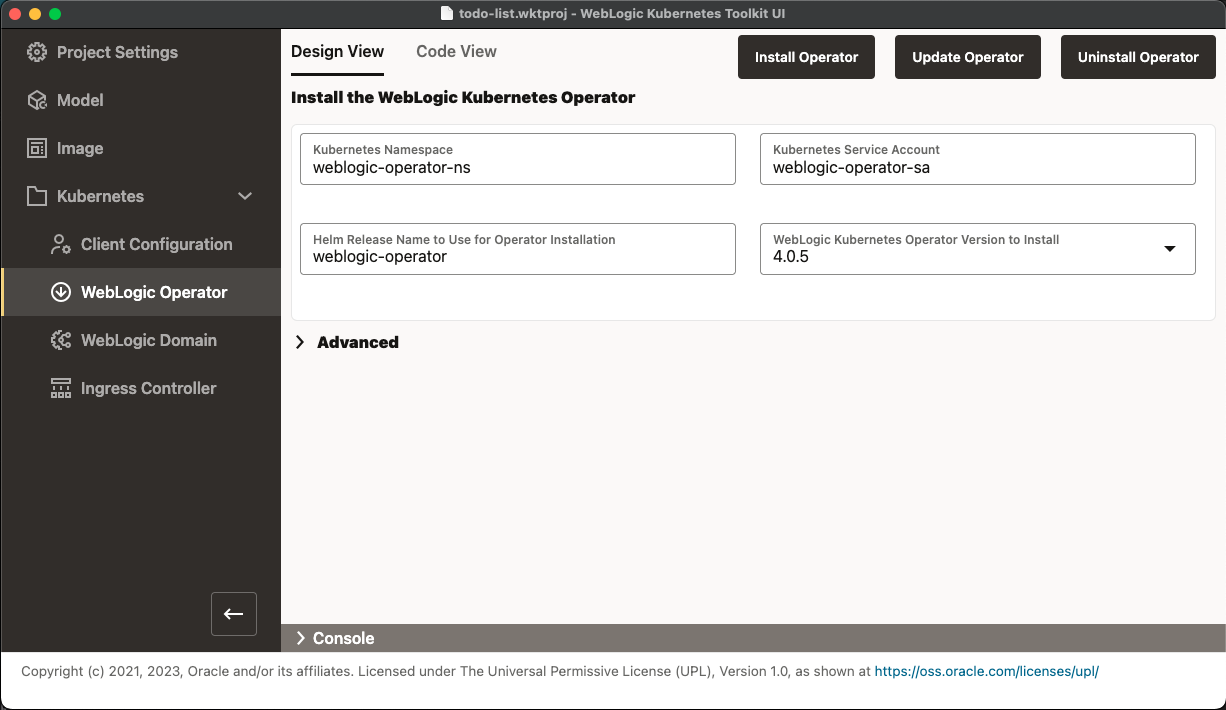 todo-list.wktproj - WebLogic Kubernetes Toolkit UI
Project Settings
Model
Image
Kubernetes
Client Configuration
WebLogic Operator
WebLogic Domain
Ingress Controller
Design View
Code View
Install Operator
Update Operator
Uninstall Operator
Install the WebLogic Kubernetes Operator
Kubernetes Namespace
weblogic-operator-ns
Kubernetes Service Account
weblogic-operator-sa
Helm Release Name to Use for Operator Installation
weblogic-operator
WebLogic Kubernetes Operator Version to Install
4.0.5
Advanced
Console
Copyright (c) 2021, 2023, Oracle and/or its affiliates. Licensed under The Universal Permissive License (UPL), Version 1.0, as shown at https://oss.oracle.com/licenses/upl/